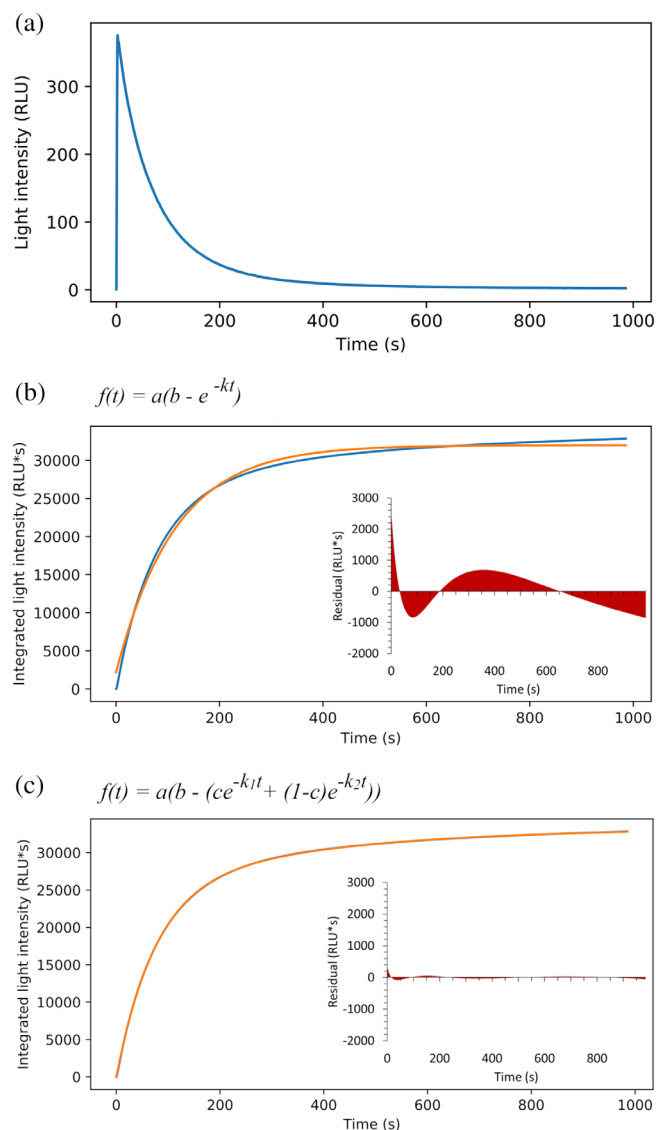 (a)
Light intensity (RLU)
300
200
100
0
0 200 400 600 800 1000
Time (s)
(b) f(t) = a(b - e^-kt)
Integrated light intensity (RLU*s)
30000
25000
20000
15000
10000
5000
0
0 200 400 600 800 1000
Time (s)
Residual (RLU*s)
3000
2000
1000
0
-1000
-2000
0 200 400 600 800
Time (s)
(c) f(t) = a(b - (ce^-k1t + (1-c)e^-k2t))
Integrated light intensity (RLU*s)
30000
25000
20000
15000
10000
5000
0
0 200 400 600 800 1000
Time (s)
Residual (RLU*s)
3000
2000
1000
0
-1000
-2000
0 200 400 600 800
Time (s)